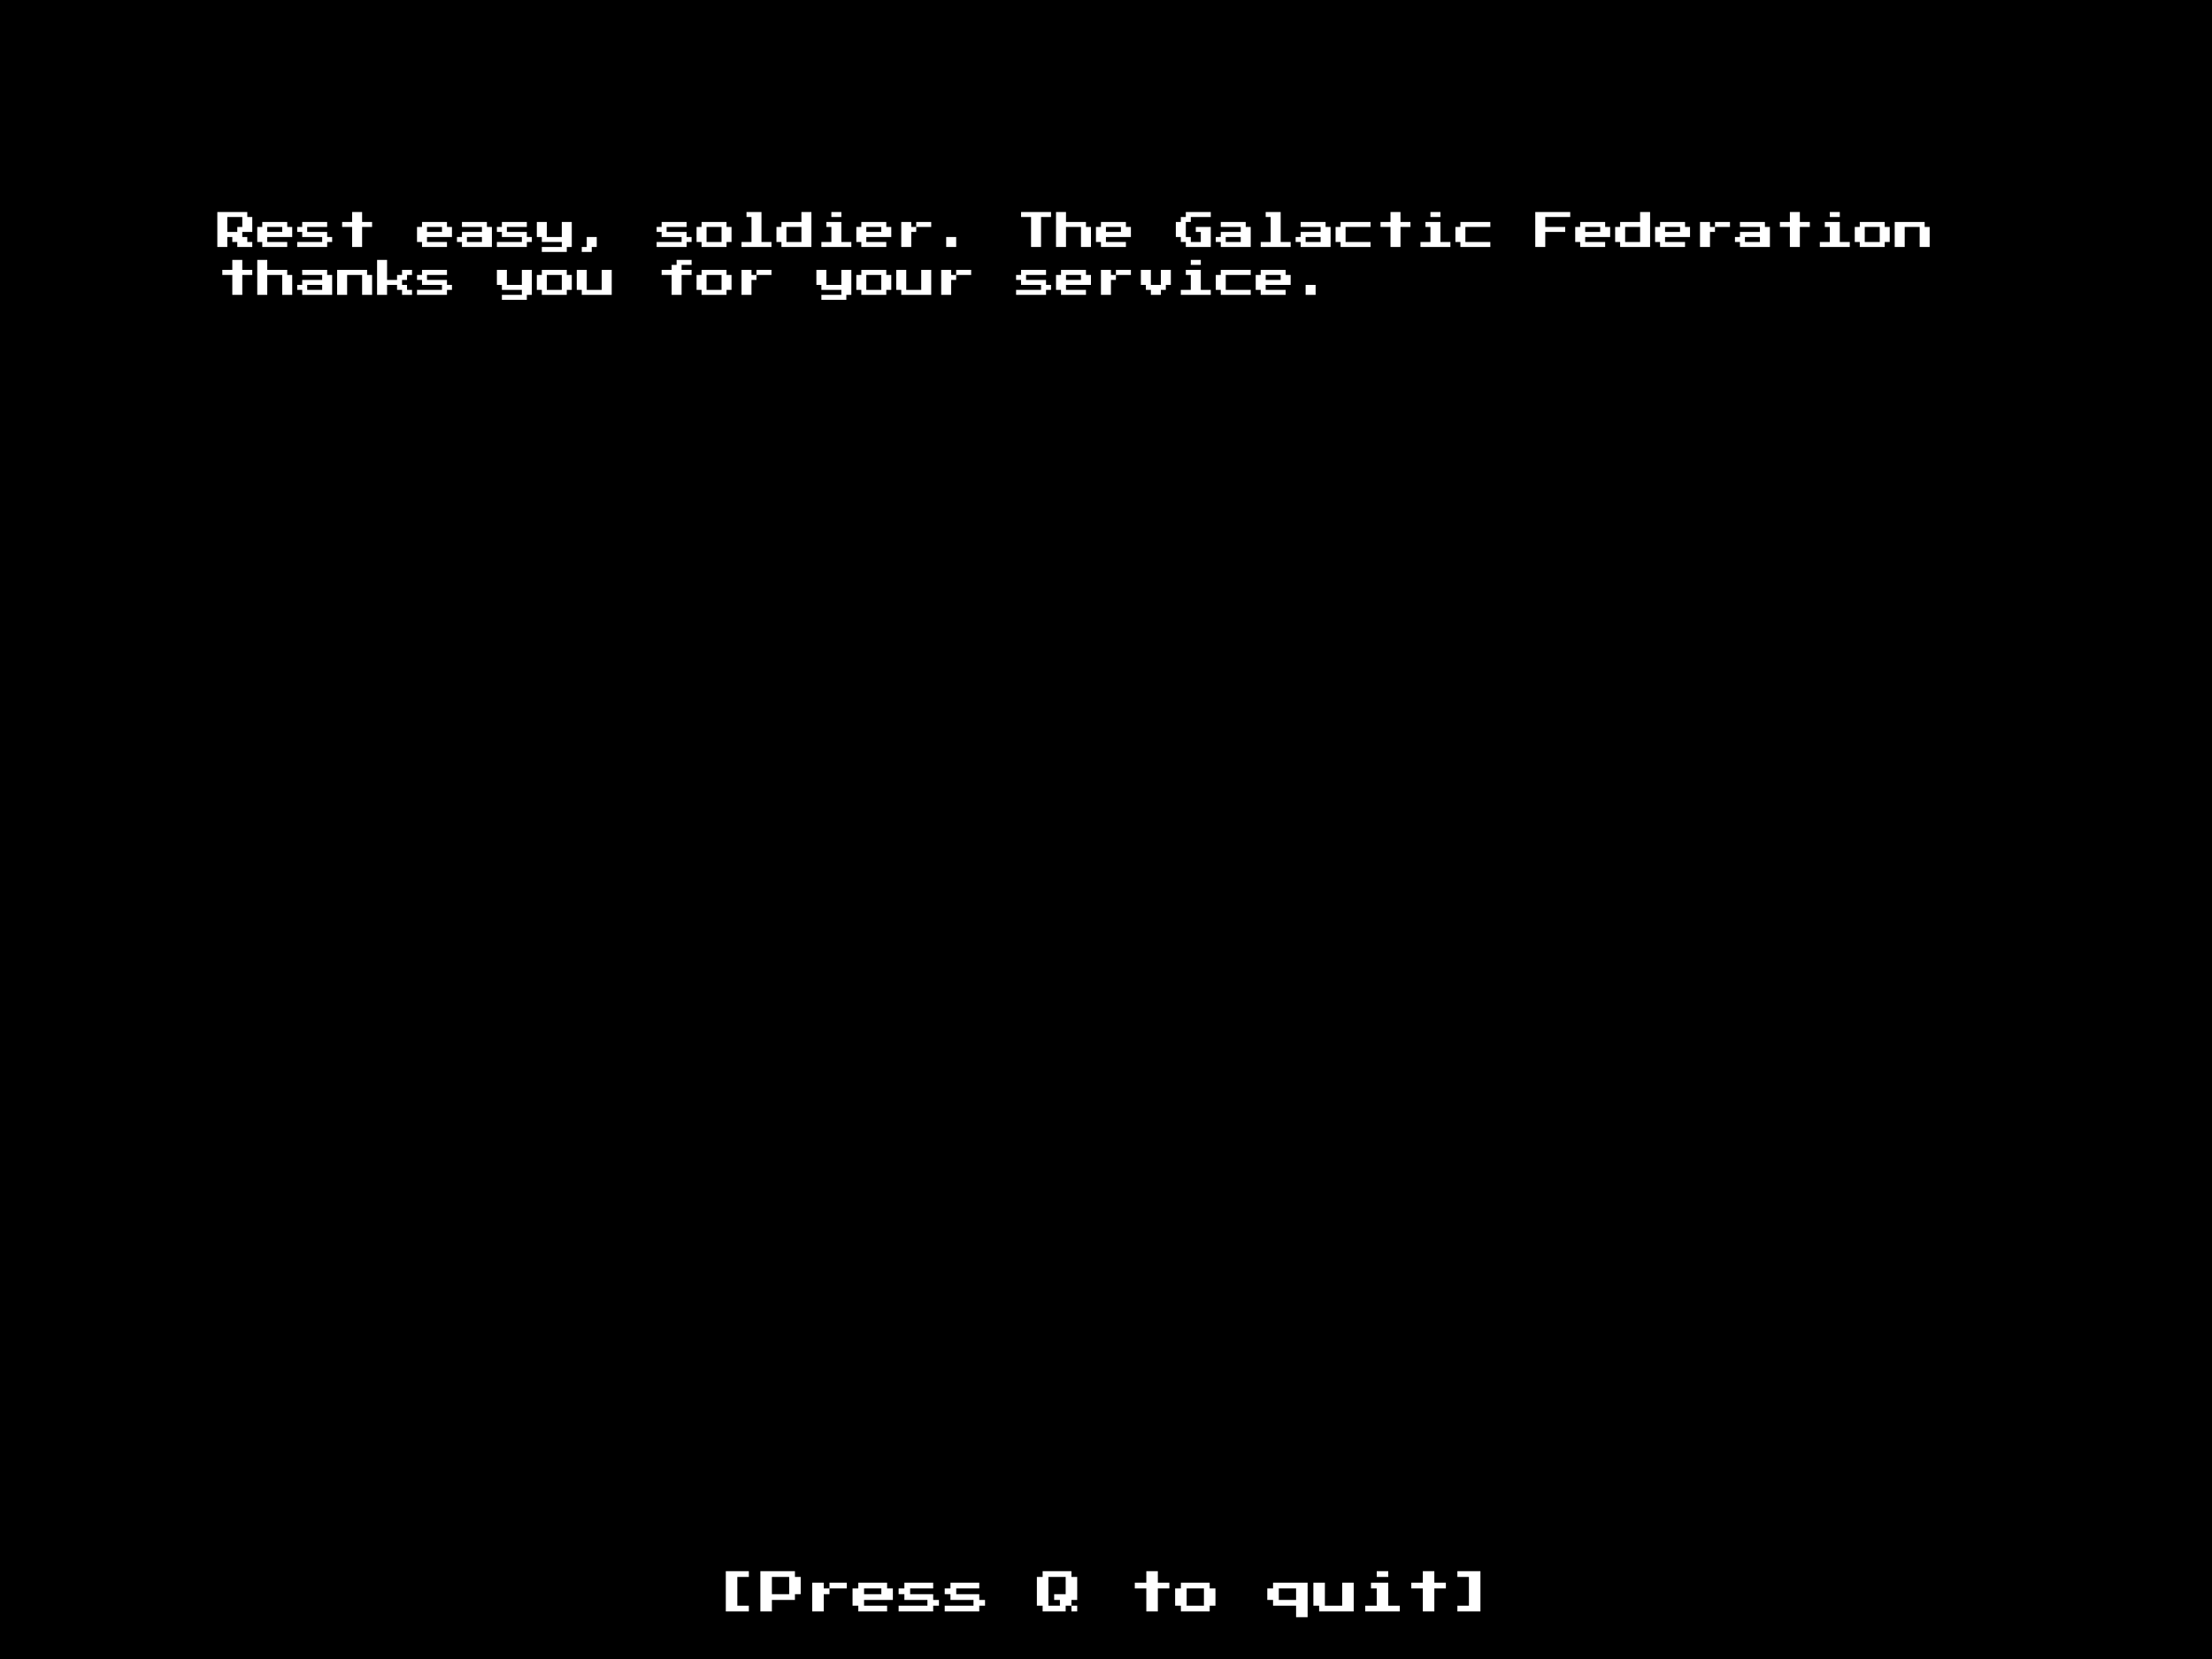 Rest easy, soldier. The Galactic Federation
thanks you for your service.
[Press Q to quit]